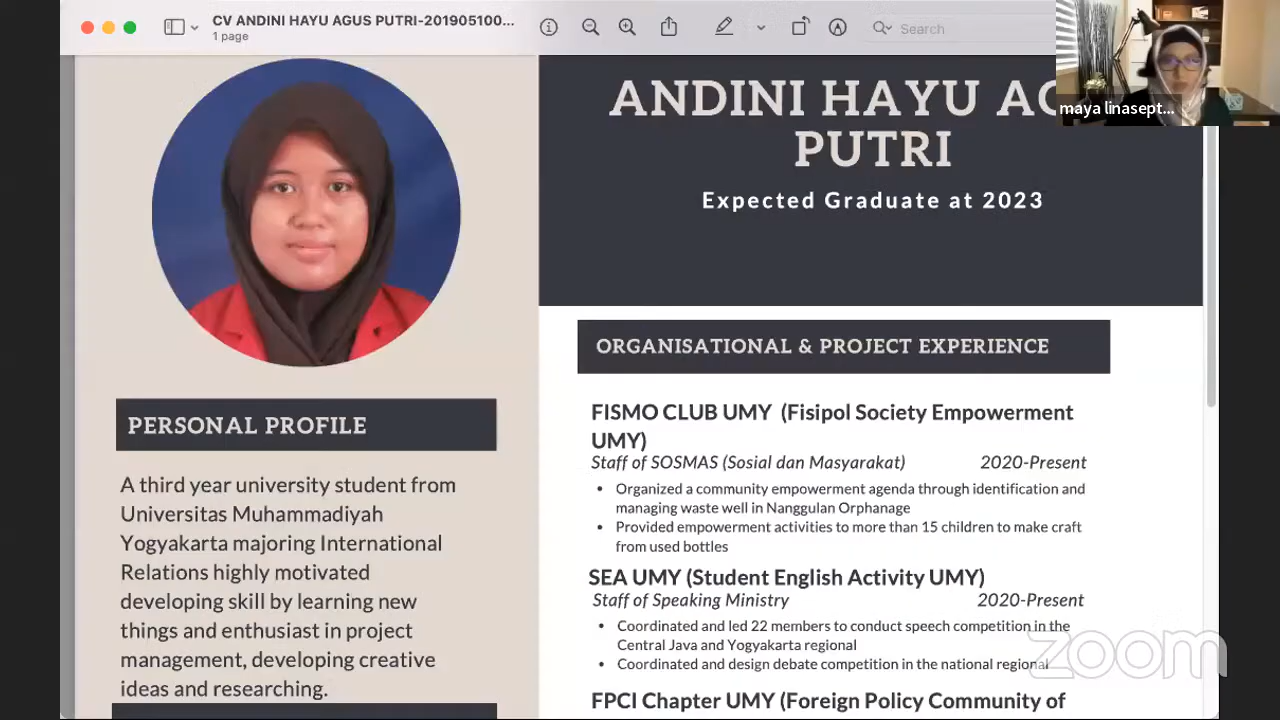 CV ANDINI HAYU AGUS PUTRI-201905100...
1 page
Search
maya linasept...
ANDINI HAYU
PUTRI
Expected Graduate at 2023
PERSONAL PROFILE
A third year university student from
Universitas Muhammadiyah
Yogyakarta majoring International
Relations highly motivated
developing skill by learning new
things and enthusiast in project
management, developing creative
ideas and researching.
ORGANISATIONAL & PROJECT EXPERIENCE
FISMO CLUB UMY (Fisipol Society Empowerment
UMY)
Staff of SOSMAS (Sosial dan Masyarakat) 2020-Present
• Organized a community empowerment agenda through identification and
managing waste well in Nanggulan Orphanage
• Provided empowerment activities to more than 15 children to make craft
from used bottles
SEA UMY (Student English Activity UMY)
Staff of Speaking Ministry 2020-Present
• Coordinated and led 22 members to conduct speech competition in the
Central Java and Yogyakarta regional
• Coordinated and design debate competition in the national regional
FPCI Chapter UMY (Foreign Policy Community of
zoom